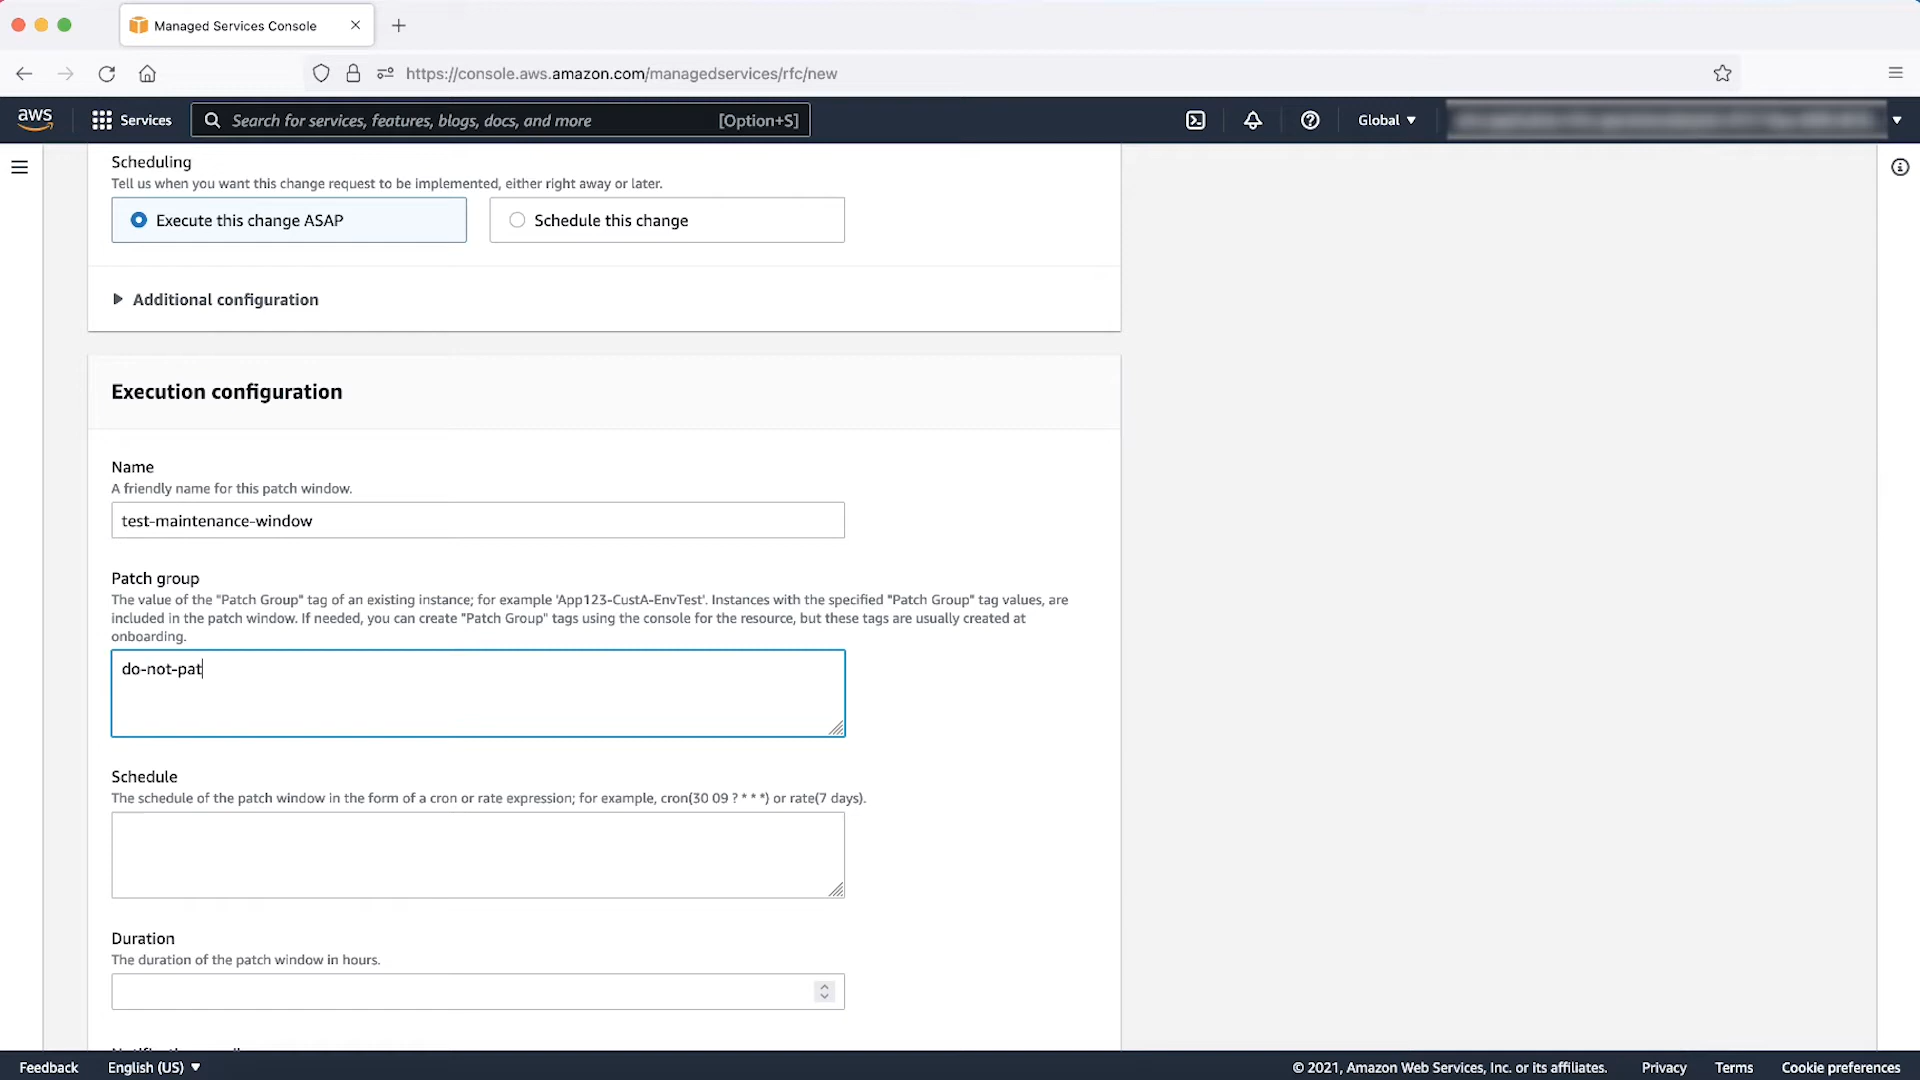 Managed Services Console
https://console.aws.amazon.com/managedservices/rfc/new
aws
Services
Search for services, features, blogs, docs, and more
[Option+S]
Global
Scheduling
Tell us when you want this change request to be implemented, either right away or later.
Execute this change ASAP
Schedule this change
Additional configuration
Execution configuration
Name
A friendly name for this patch window.
test-maintenance-window
Patch group
The value of the "Patch Group" tag of an existing instance; for example 'App123-CustA-EnvTest'. Instances with the specified "Patch Group" tag values, are
included in the patch window. If needed, you can create "Patch Group" tags using the console for the resource, but these tags are usually created at
onboarding.
do-not-pat
Schedule
The schedule of the patch window in the form of a cron or rate expression; for example, cron(30 09 ? * * *) or rate(7 days).
Duration
The duration of the patch window in hours.
Feedback
English (US)
© 2021, Amazon Web Services, Inc. or its affiliates.
Privacy
Terms
Cookie preferences